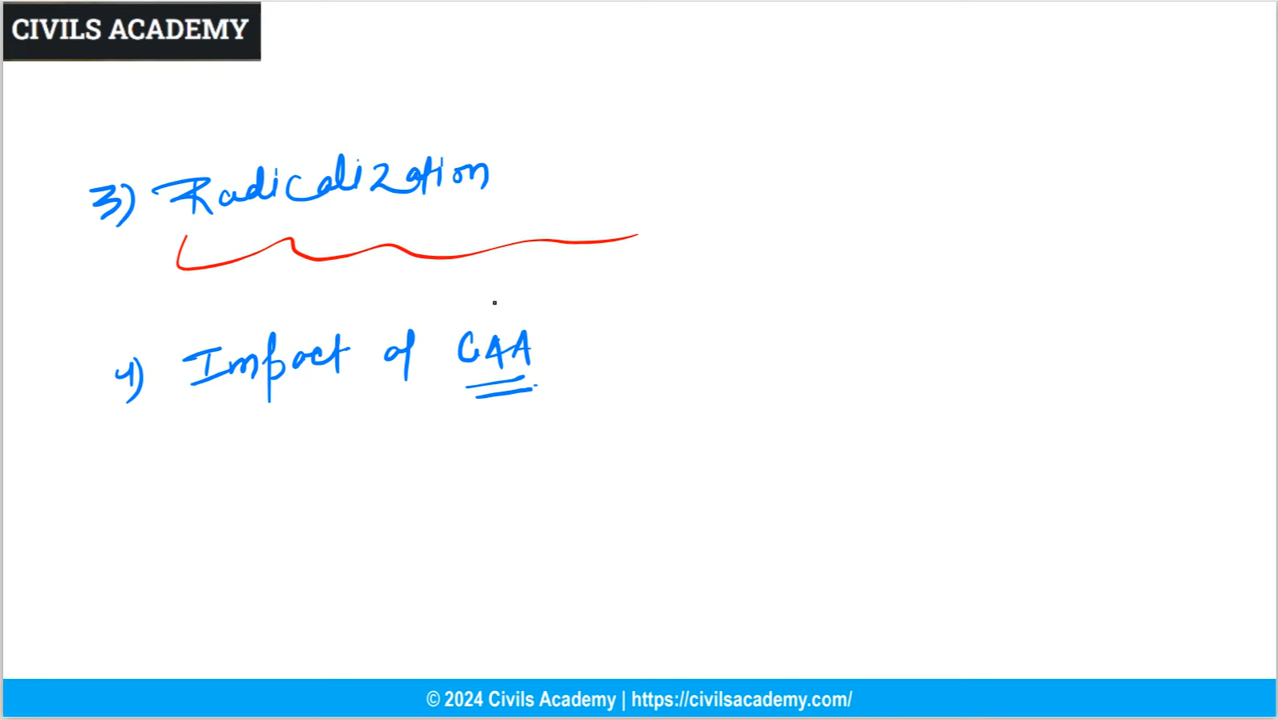 CIVILS ACADEMY
3) Radicalization
4) Impact of CAA
© 2024 Civils Academy | https://civilsacademy.com/